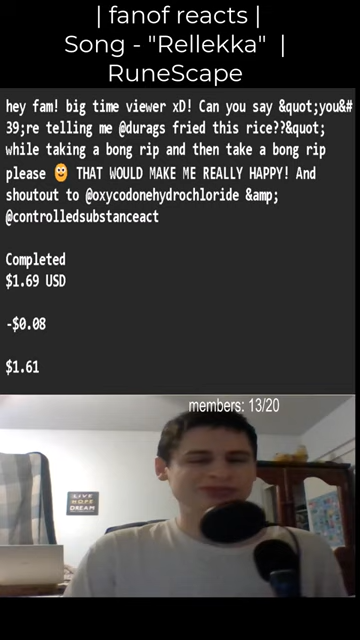 | fanof reacts |
Song - "Rellekka" |
RuneScape
hey fam! big time viewer xD! Can you say &quot;you&#
39;re telling me @durags fried this rice??&quot;
while taking a bong rip and then take a bong rip
please 😀 THAT WOULD MAKE ME REALLY HAPPY! And
shoutout to @oxycodonehydrochloride &amp;
@controlledsubstanceact
Completed
$1.69 USD
-$0.08
$1.61
members: 13/20
LIVE
HOPE
DREAM